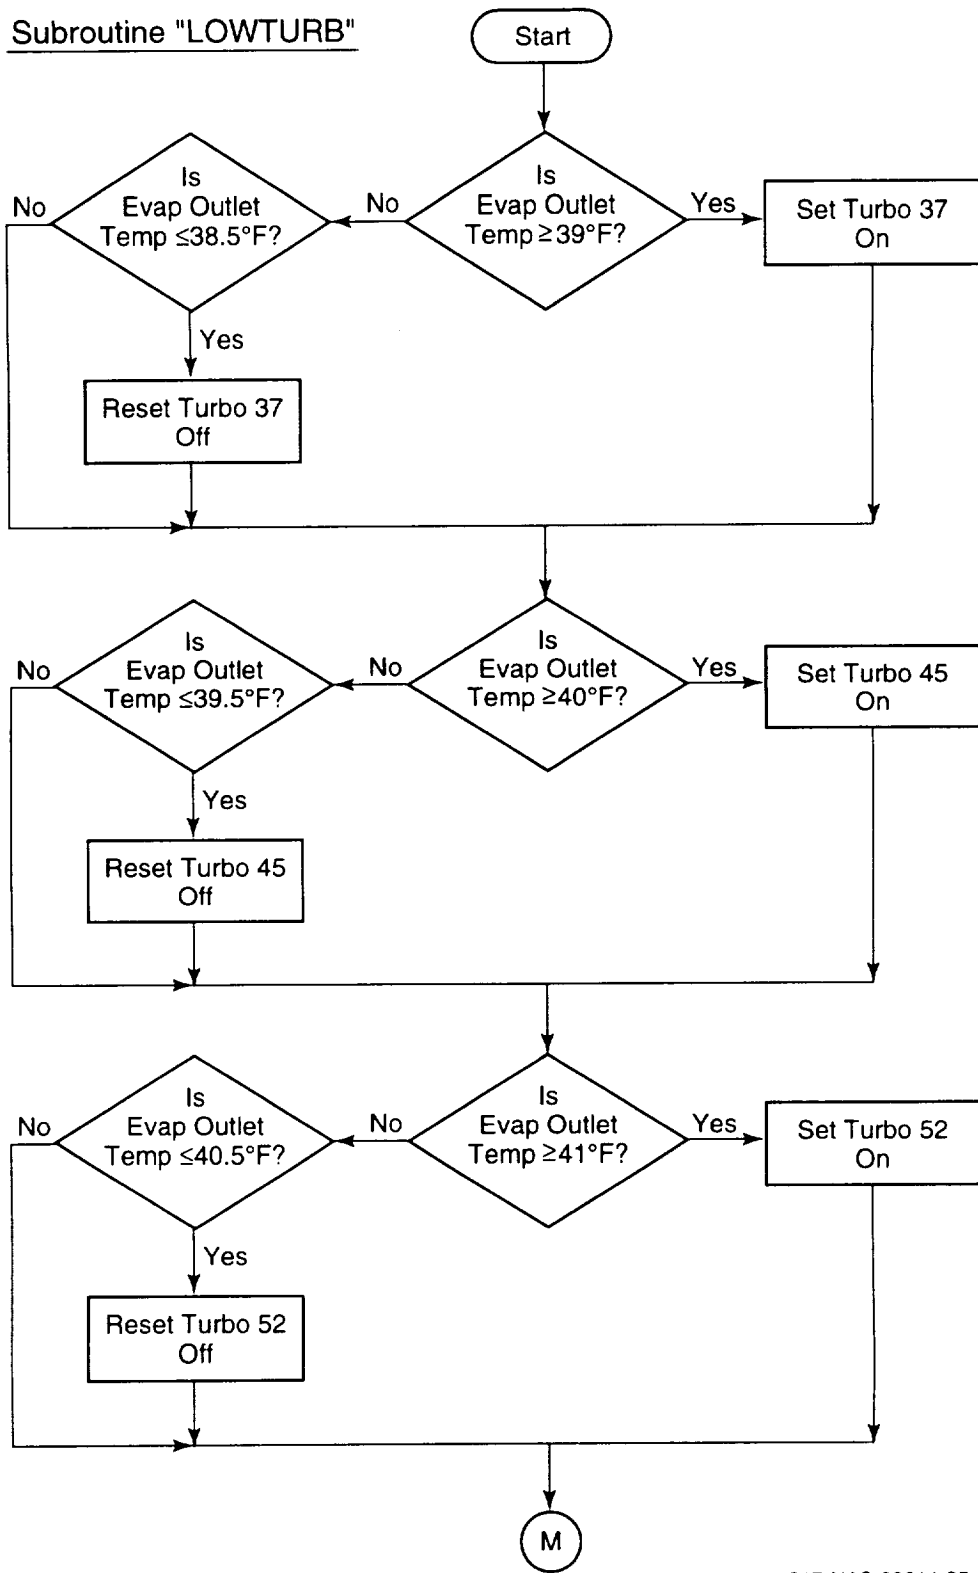 Subroutine "LOWTURB"
Start
Is
Evap Outlet
Temp ≥39°F?
No
Yes
Set Turbo 37
On
Is
Evap Outlet
Temp ≤38.5°F?
No
Yes
Reset Turbo 37
Off
Is
Evap Outlet
Temp ≥40°F?
No
Yes
Set Turbo 45
On
Is
Evap Outlet
Temp ≤39.5°F?
No
Yes
Reset Turbo 45
Off
Is
Evap Outlet
Temp ≥41°F?
No
Yes
Set Turbo 52
On
Is
Evap Outlet
Temp ≤40.5°F?
No
Yes
Reset Turbo 52
Off
M